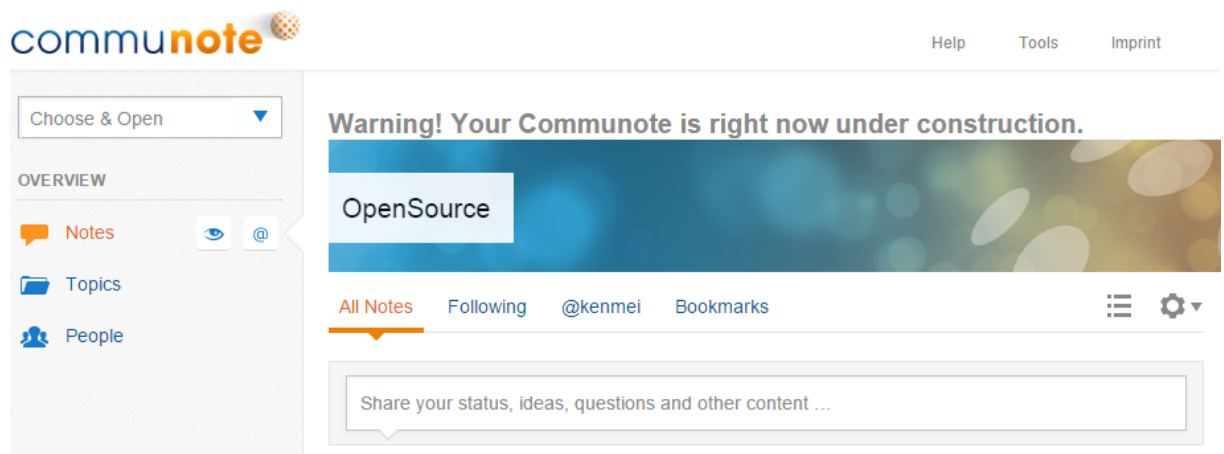 communote
Help Tools Imprint
Choose & Open
OVERVIEW
Notes @
Topics
People
Warning! Your Communote is right now under construction.
OpenSource
All Notes Following @kenmei Bookmarks
Share your status, ideas, questions and other content ...